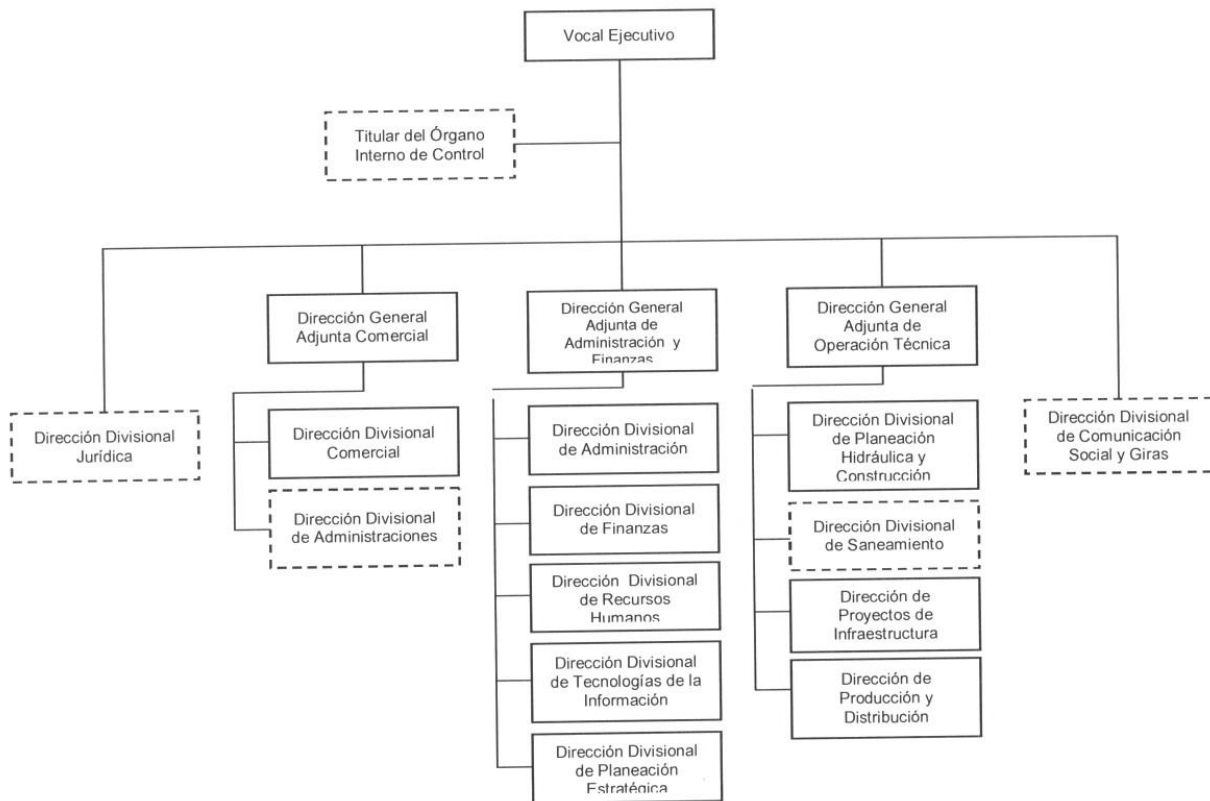 Vocal Ejecutivo
Titular del Órgano
Interno de Control
Dirección General
Adjunta Comercial
Dirección General
Adjunta de
Administración y
Finanzas
Dirección General
Adjunta de
Operación Técnica
Dirección Divisional
Jurídica
Dirección Divisional
Comercial
Dirección Divisional
de Administraciones
Dirección Divisional
de Administración
Dirección Divisional
de Finanzas
Dirección Divisional
de Recursos
Humanos
Dirección Divisional
de Tecnologías de la
Información
Dirección Divisional
de Planeación
Estratégica
Dirección Divisional
de Planeación
Hidráulica y
Construcción
Dirección Divisional
de Saneamiento
Dirección de
Proyectos de
Infraestructura
Dirección de
Producción y
Distribución
Dirección Divisional
de Comunicación
Social y Giras